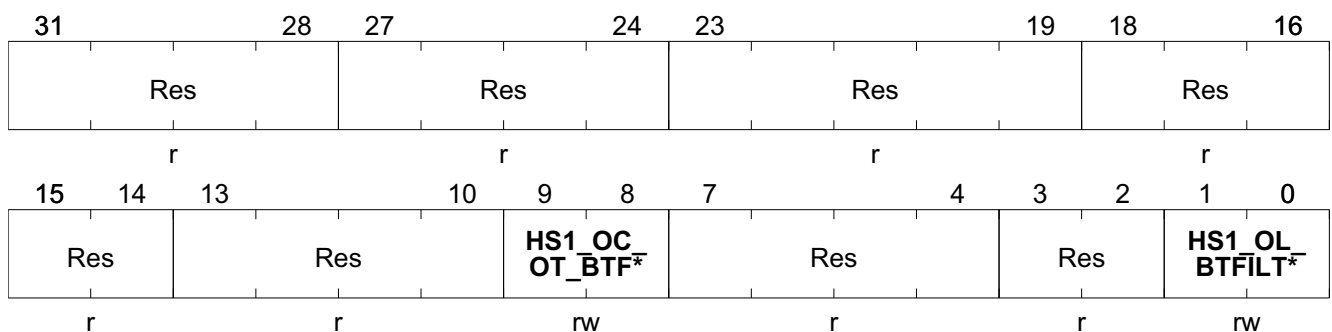 31 28 27 24 23 19 18 16
Res Res Res Res
r r r r
15 14 13 10 9 8 7 4 3 2 1 0
Res Res HS1_OC_ OT_BTF* Res Res HS1_OL_ BTFILT*
r r rw r r rw